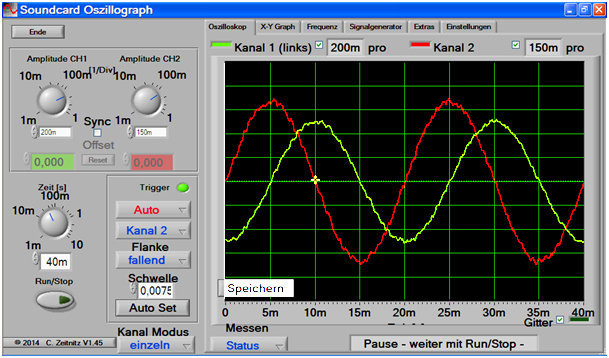 Soundcard Oszillograph
Ende
Oszilloskop X-Y Graph Frequenz Signalgenerator Extras Einstellungen
Kanal 1 (links) 200m pro Kanal 2 150m pro
Amplitude CH1 Amplitude CH2
10m 100m [1/Div] 10m 100m
1m 1 1m 1
200m Sync 150m
Offset
0,000 Reset 0,000
Zeit [s]
100m
10m 1
1m 10
40m
Run/Stop
Trigger
Auto
Kanal 2
Flanke
fallend
Schwelle
0,0075
Auto Set
Kanal Modus
einzeln
© 2014 C. Zeitnitz V1.45
Speichern
0 5m 10m 15m 20m 25m 30m 35m 40m
Gitter
Messen
Status
Pause - weiter mit Run/Stop -